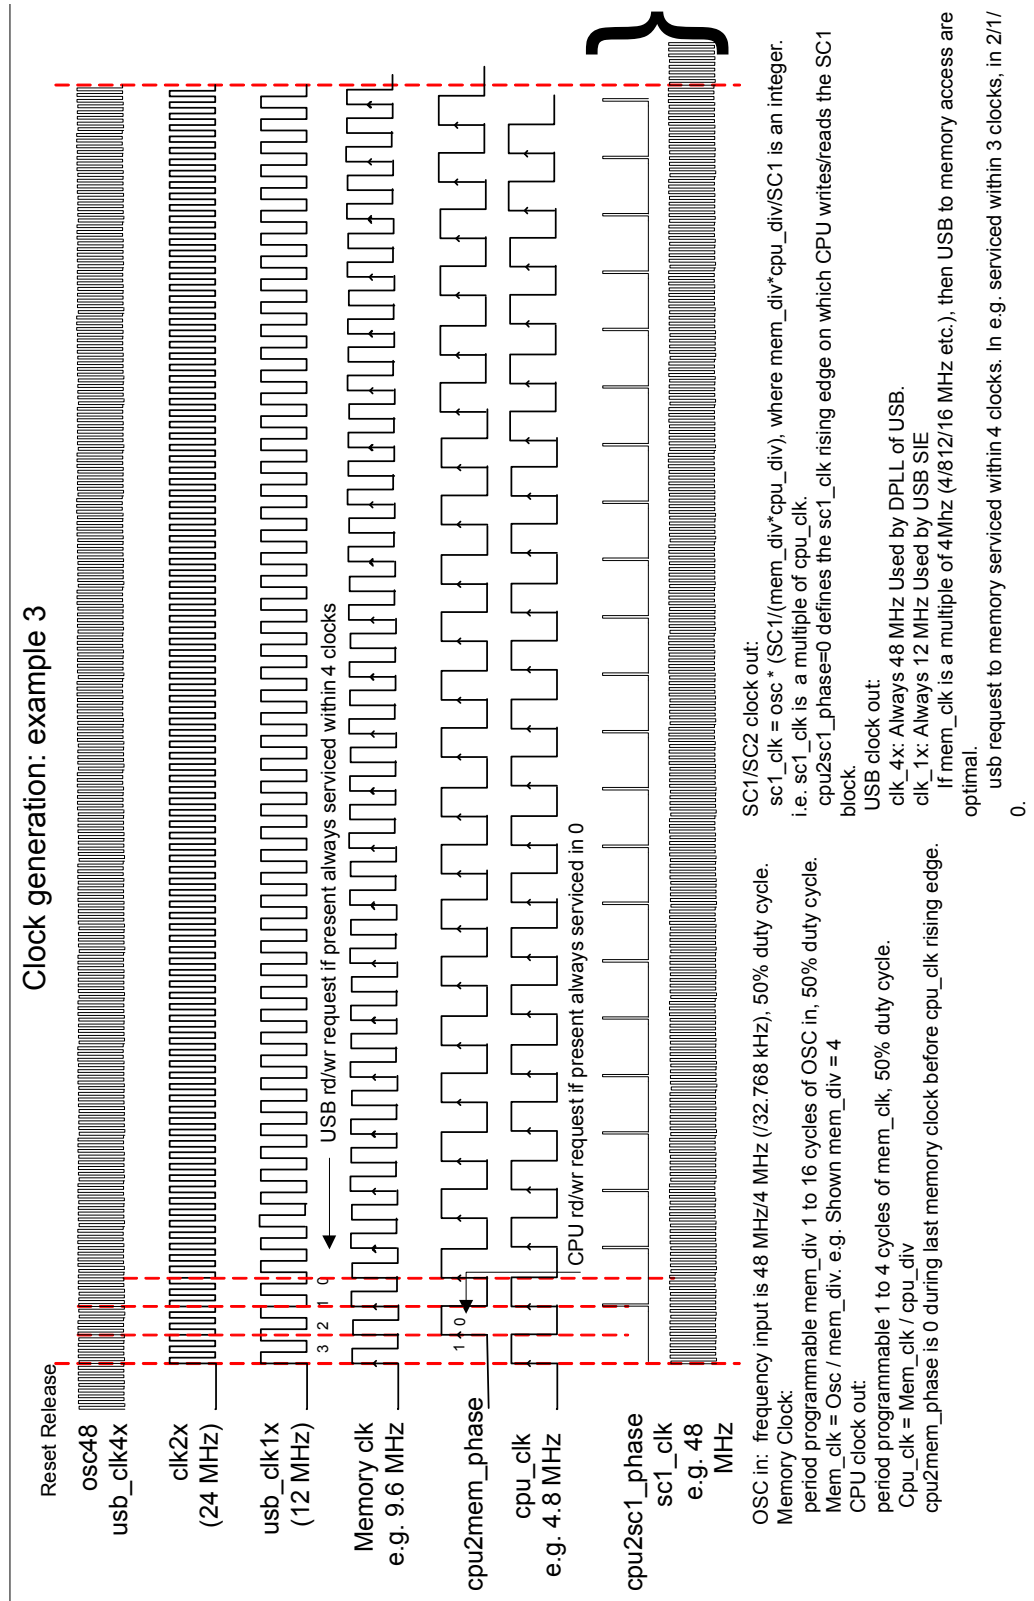 Clock generation: example 3
Reset Release
osc48
usb_clk4x
clk2x
(24 MHz)
usb_clk1x
(12 MHz)
3 2 1 0
USB rd/wr request if present always serviced within 4 clocks
Memory clk
e.g. 9.6 MHz
cpu2mem_phase
1 0
cpu_clk
e.g. 4.8 MHz
CPU rd/wr request if present always serviced in 0
cpu2sc1_phase
sc1_clk
e.g. 48
MHz
OSC in: frequency input is 48 MHz/4 MHz (/32.768 kHz), 50% duty cycle.
Memory Clock:
period programmable mem_div 1 to 16 cycles of OSC in, 50% duty cycle.
Mem_clk = Osc / mem_div. e.g. Shown mem_div = 4
CPU clock out:
period programmable 1 to 4 cycles of mem_clk, 50% duty cycle.
Cpu_clk = Mem_clk / cpu_div
cpu2mem_phase is 0 during last memory clock before cpu_clk rising edge.
SC1/SC2 clock out:
sc1_clk = osc * (SC1/(mem_div*cpu_div), where mem_div*cpu_div/SC1 is an integer.
i.e. sc1_clk is a multiple of cpu_clk.
cpu2sc1_phase=0 defines the sc1_clk rising edge on which CPU writes/reads the SC1
block.
USB clock out:
clk_4x: Always 48 MHz Used by DPLL of USB.
clk_1x: Always 12 MHz Used by USB SIE
If mem_clk is a multiple of 4Mhz (4/812/16 MHz etc.), then USB to memory access are
optimal.
usb request to memory serviced within 4 clocks. In e.g. serviced within 3 clocks, in 2/1/
0.